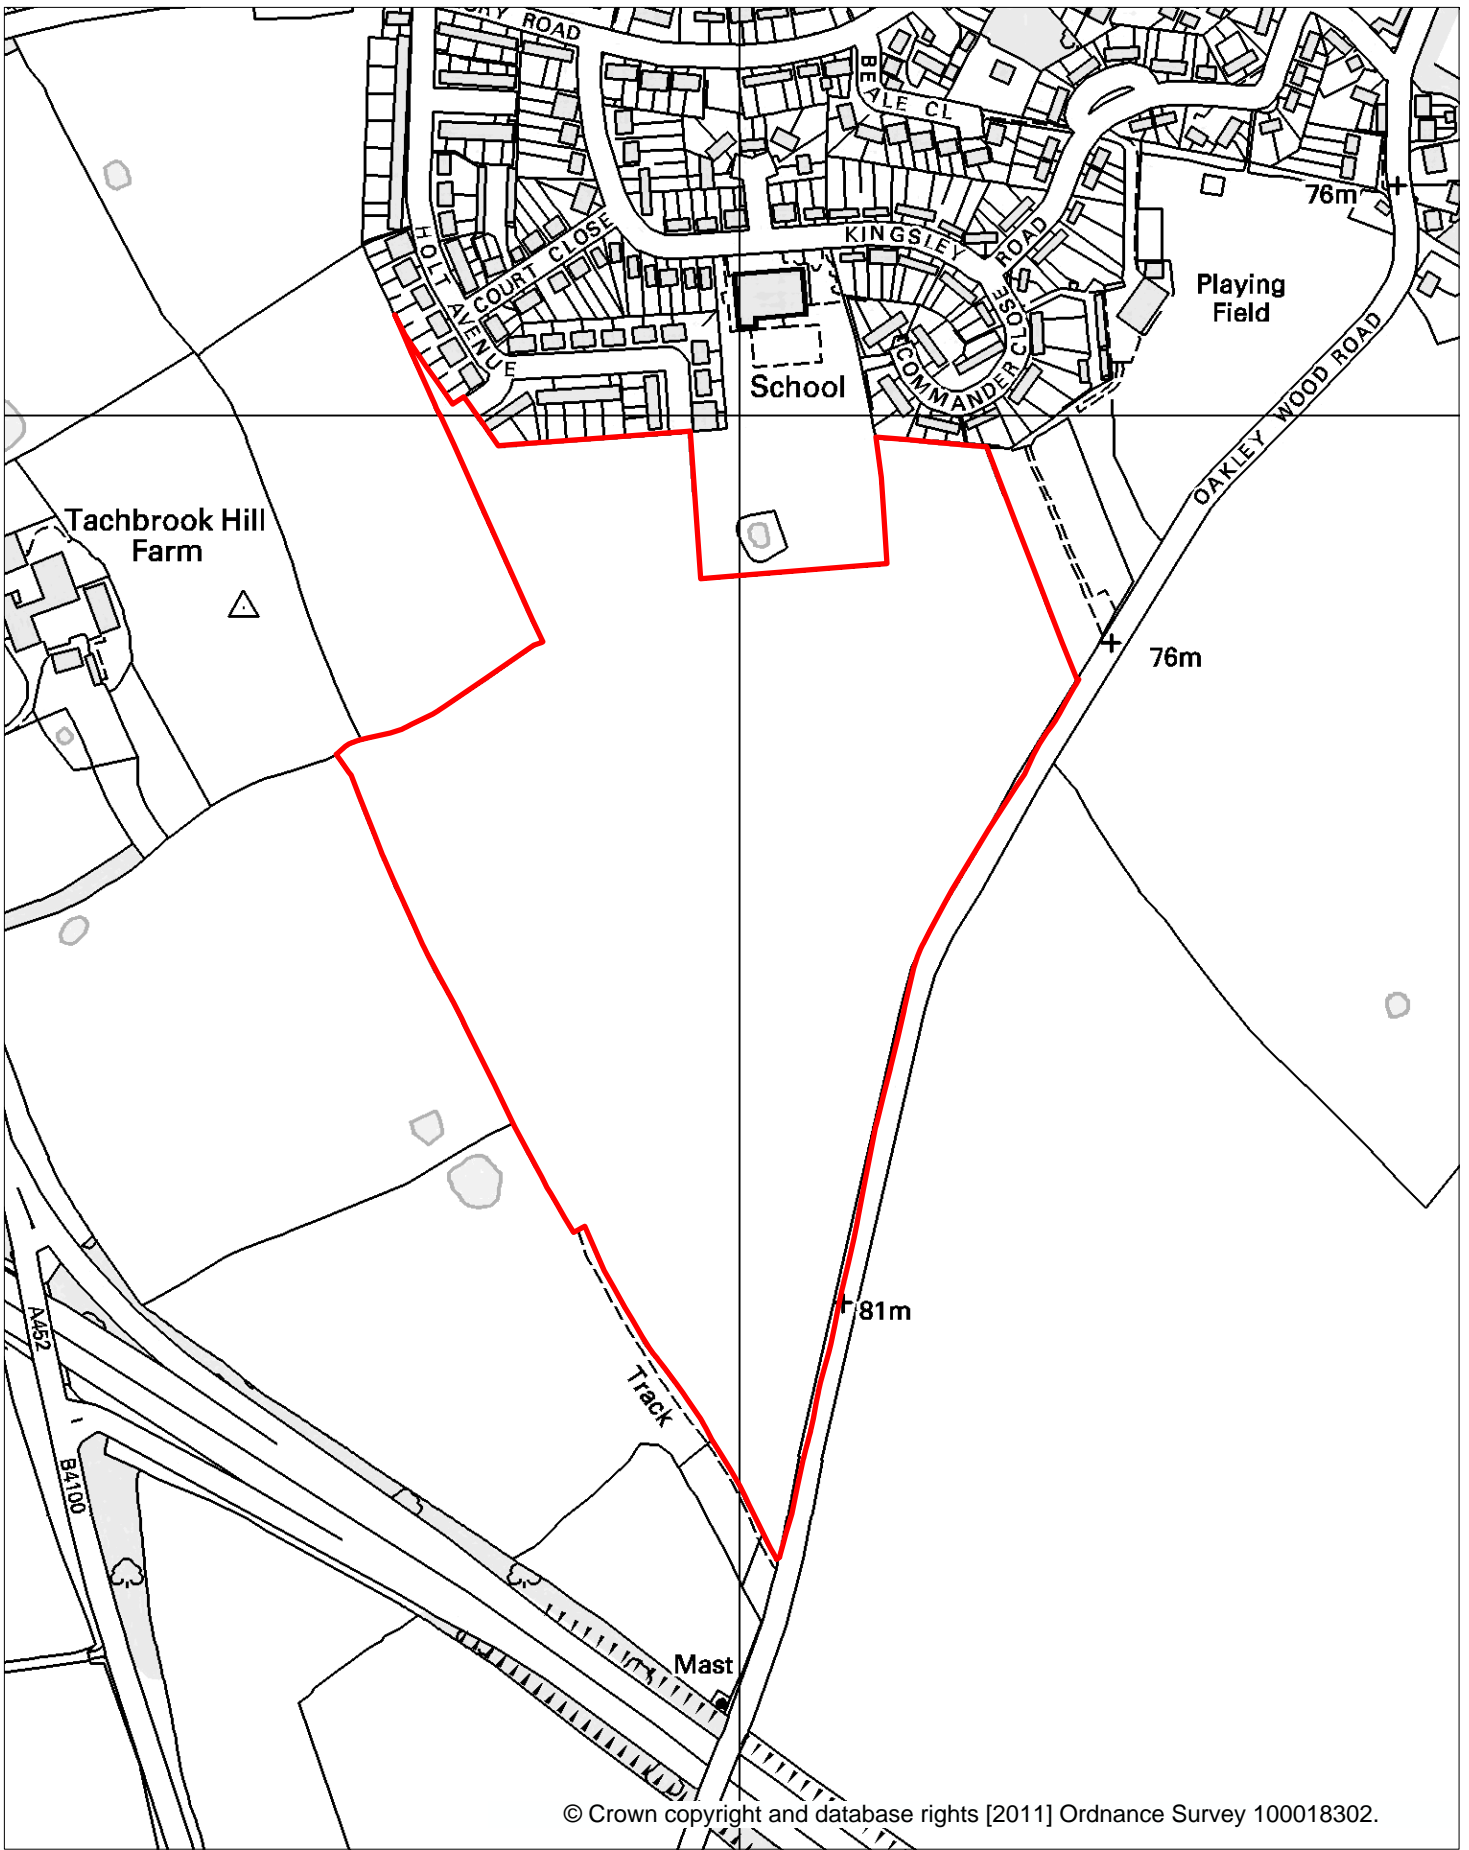 ROAD
BEALE CL
76m
HOLT AVENUE
COURT CLOSE
KINGSLEY ROAD
Playing
Field
School
COMMANDER CLOSE
OAKLEY WOOD ROAD
Tachbrook Hill
Farm
76m
81m
A452
Track
B4100
Mast
© Crown copyright and database rights [2011] Ordnance Survey 100018302.